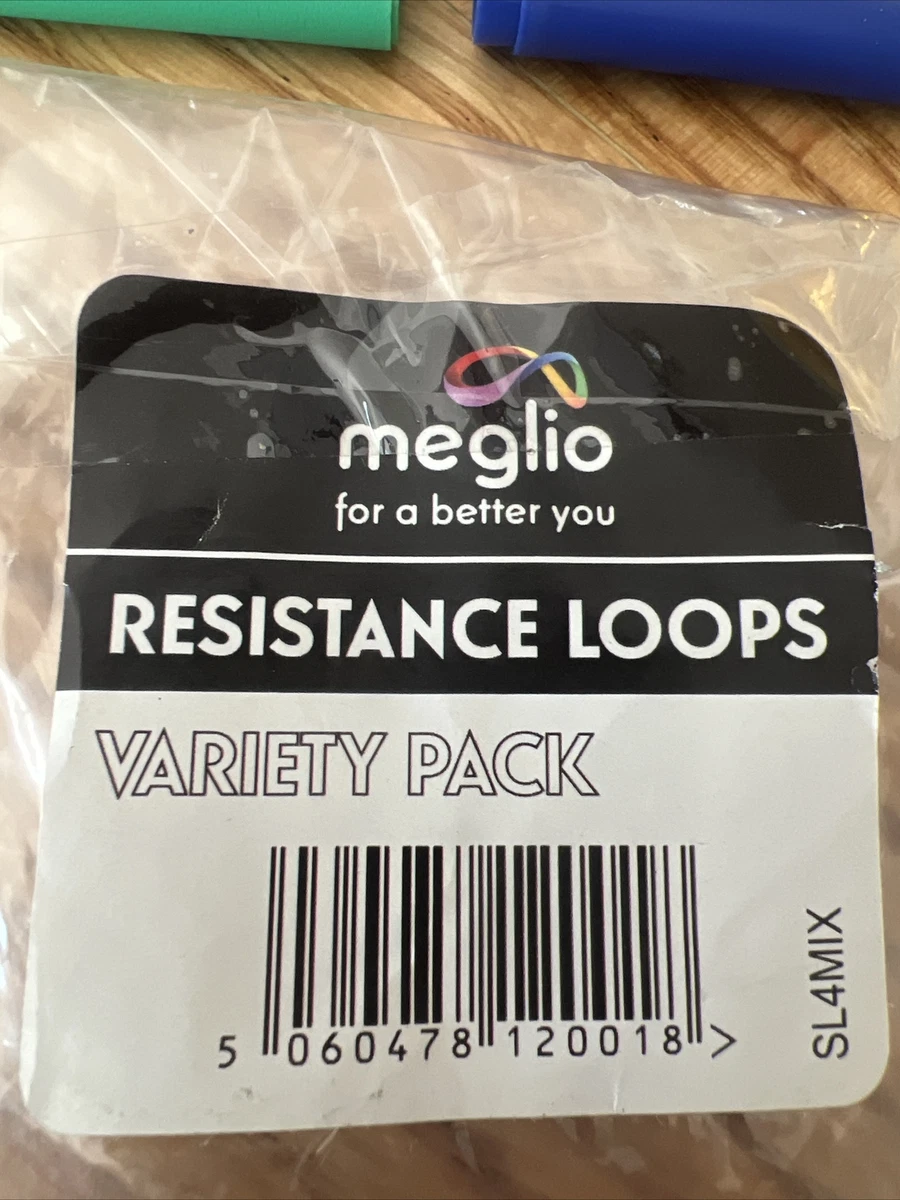 meglio
for a better you
RESISTANCE LOOPS
VARIETY PACK
5 060478 120018 >
SL4MIX